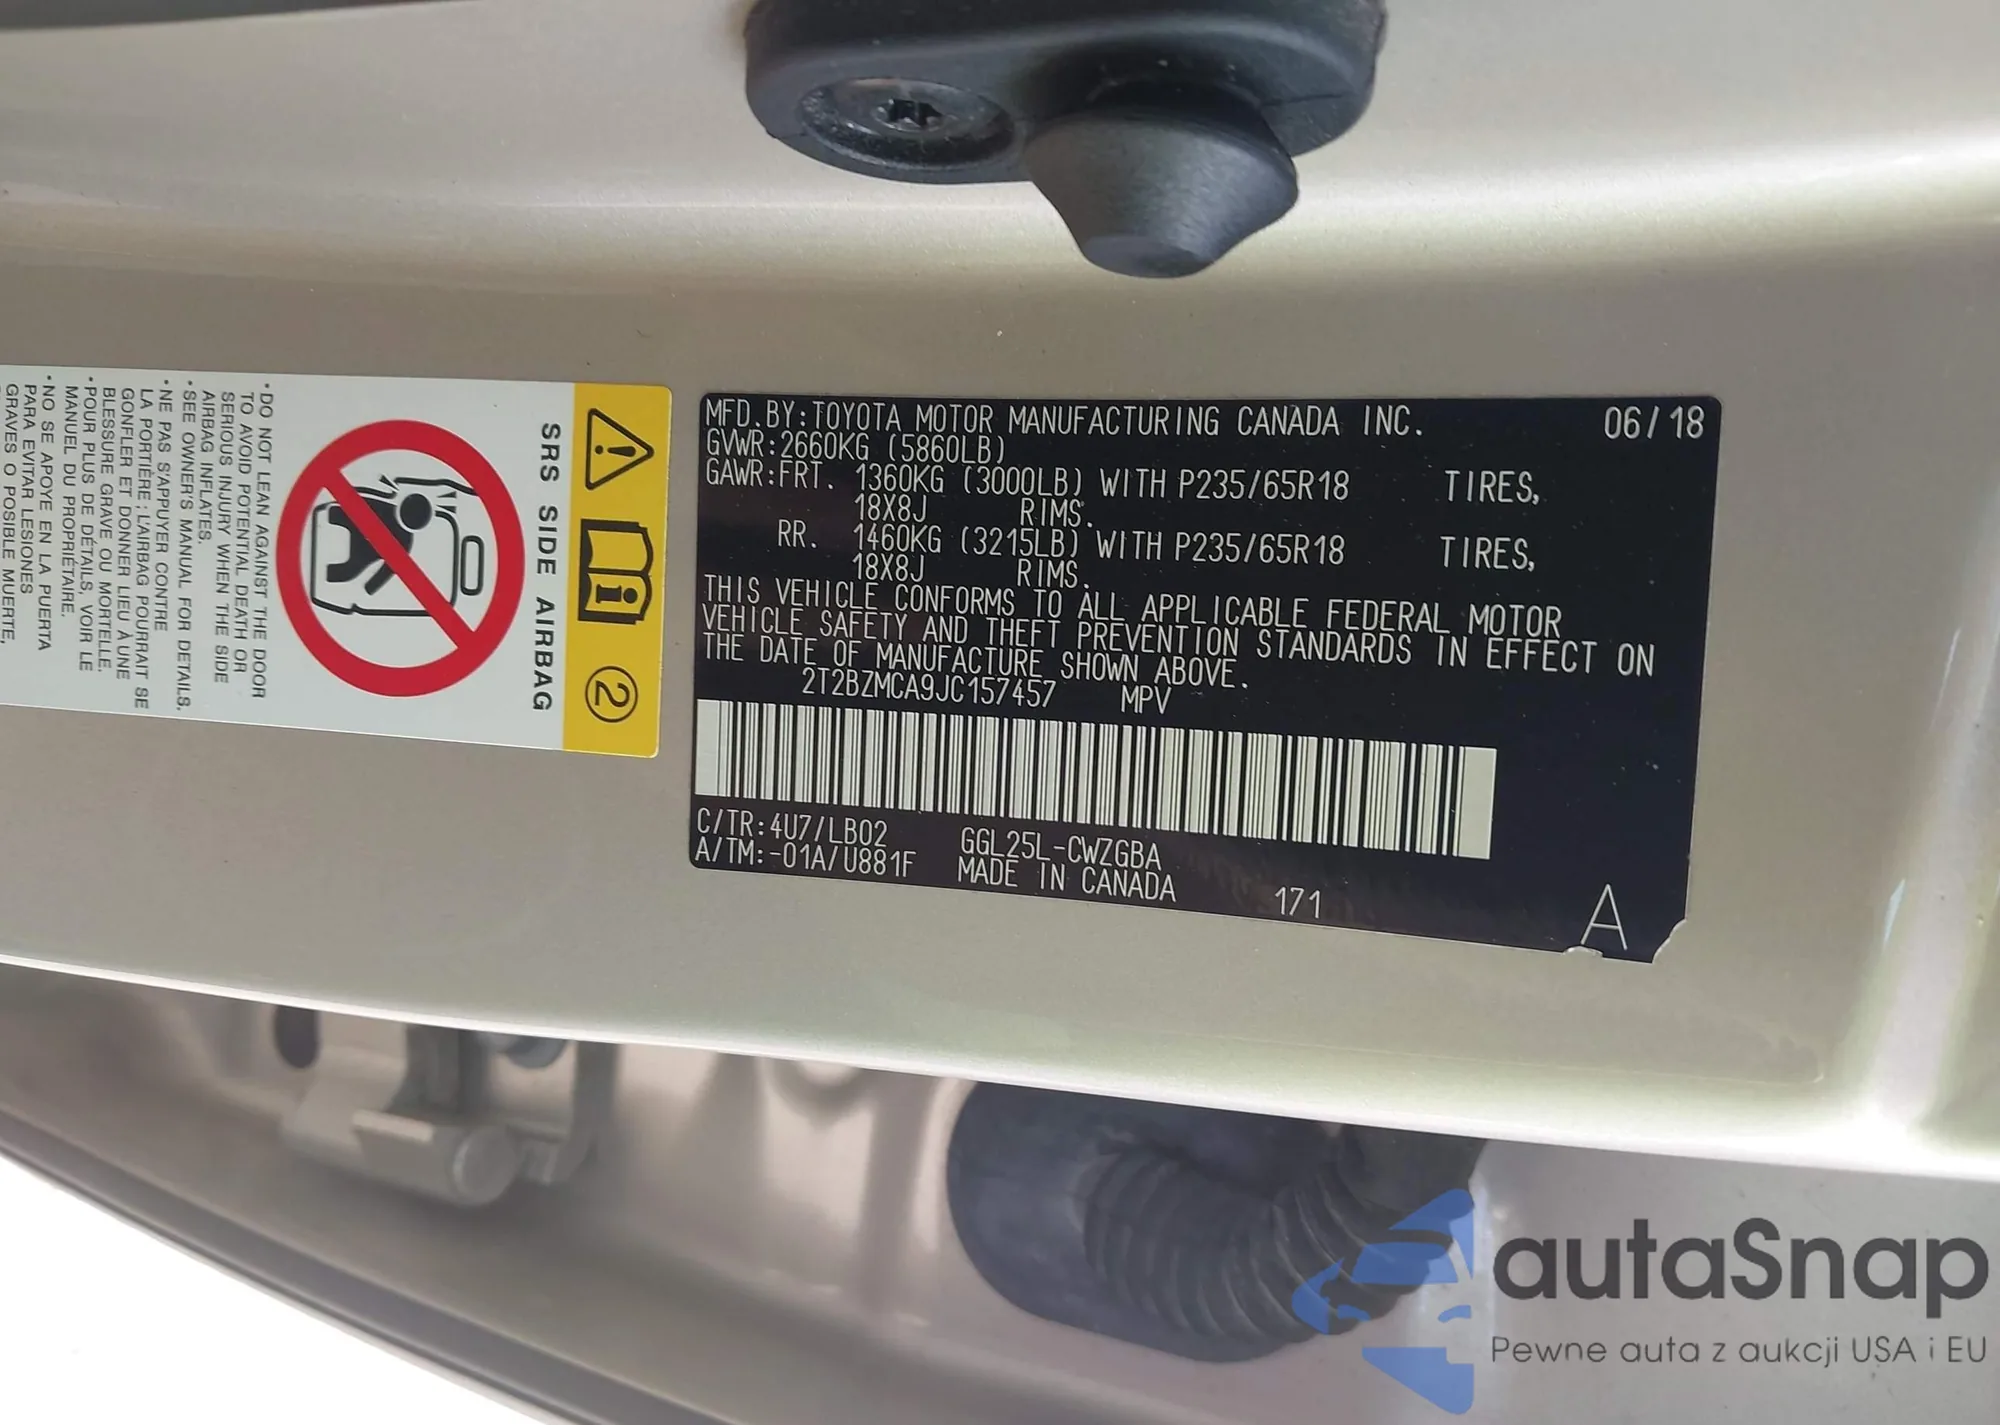 MFD.BY:TOYOTA MOTOR MANUFACTURING CANADA INC. 06/18
GVWR:2660KG (5860LB)
GAWR:FRT. 1360KG (3000LB) WITH P235/65R18 TIRES,
18X8J RIMS.
RR. 1460KG (3215LB) WITH P235/65R18 TIRES,
18X8J RIMS.
THIS VEHICLE CONFORMS TO ALL APPLICABLE FEDERAL MOTOR
VEHICLE SAFETY AND THEFT PREVENTION STANDARDS IN EFFECT ON
THE DATE OF MANUFACTURE SHOWN ABOVE.
2T2BZMCA9JC157457 MPV
C/TR:4U7/LB02 GGL25L-CWZGBA
A/TM:-01A/U881F MADE IN CANADA 171
A
2
SRS SIDE AIRBAG
•DO NOT LEAN AGAINST THE DOOR
TO AVOID POTENTIAL DEATH OR
SERIOUS INJURY WHEN THE SIDE
AIRBAG INFLATES.
•SEE OWNER'S MANUAL FOR DETAILS.
•NE PAS S'APPUYER CONTRE
LA PORTIÈRE ; L'AIRBAG POURRAIT SE
GONFLER ET DONNER LIEU À UNE
BLESSURE GRAVE OU MORTELLE.
•POUR PLUS DE DÉTAILS, VOIR LE
MANUEL DU PROPRIÉTAIRE.
•NO SE APOYE EN LA PUERTA
PARA EVITAR LESIONES
GRAVES O POSIBLE MUERTE,
autaSnap
Pewne auta z aukcji USA i EU